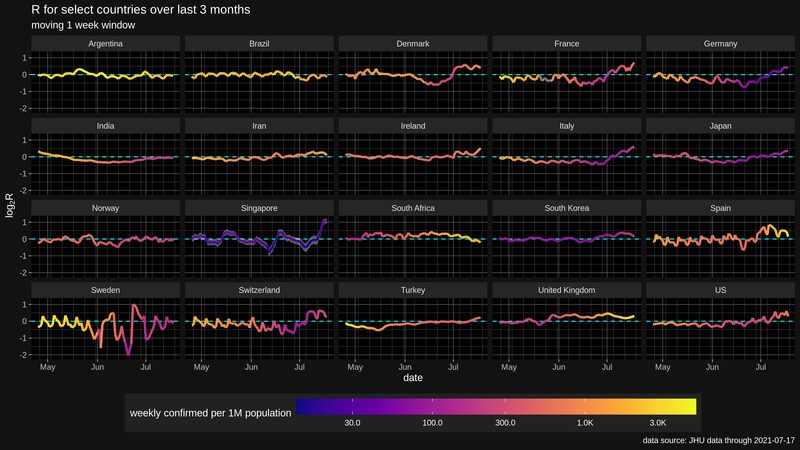 R for select countries over last 3 months
moving 1 week window
Argentina Brazil Denmark France Germany
1
0
-1
-2
India Iran Ireland Italy Japan
1
0
-1
-2
Norway Singapore South Africa South Korea Spain
1
0
-1
-2
Sweden Switzerland Turkey United Kingdom US
1
0
-1
-2
log₂R
May Jun Jul May Jun Jul May Jun Jul May Jun Jul May Jun Jul
date
weekly confirmed per 1M population
30.0 100.0 300.0 1.0K 3.0K
data source: JHU data through 2021-07-17